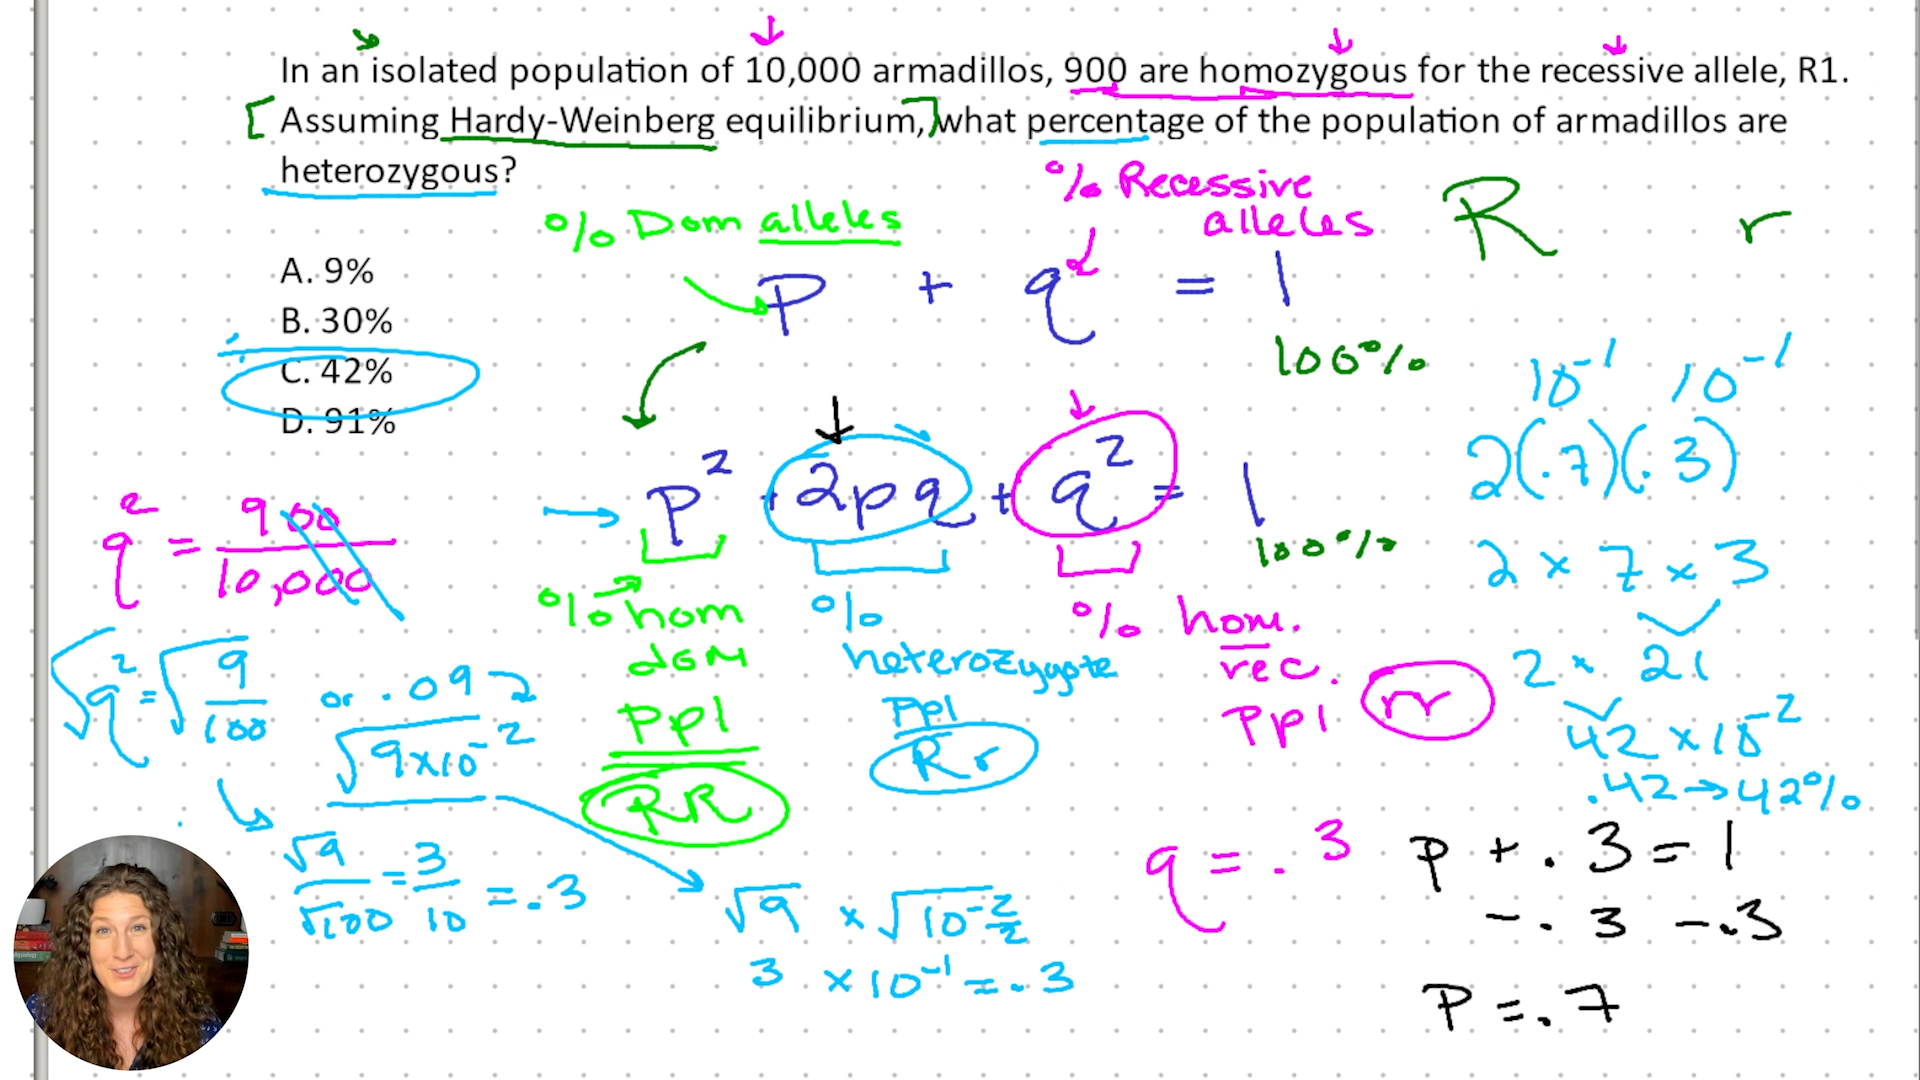 In an isolated population of 10,000 armadillos, 900 are homozygous for the recessive allele, R1.
Assuming Hardy-Weinberg equilibrium, what percentage of the population of armadillos are
heterozygous?
% Recessive
alleles
R r
% Dom alleles
A. 9%
B. 30%
C. 42%
D. 91%
p + q = 1
100%
p² + 2pq + q² = 1
100%
% hom
dom
ppl
RR
% heterozygote
ppl
Rr
% hom.
rec.
ppl
rr
q² = 900/10,000
√q² = √9/100 or .09
√9x10⁻²
√9/√100 = 3/10 = .3
√9 x √10⁻²/²
3 x 10⁻¹ = .3
q = .3
p + .3 = 1
- .3 - .3
P = .7
10⁻¹ 10⁻¹
2(.7)(.3)
2 x 7 x 3
2 x 21
42 x 10⁻²
.42 → 42%